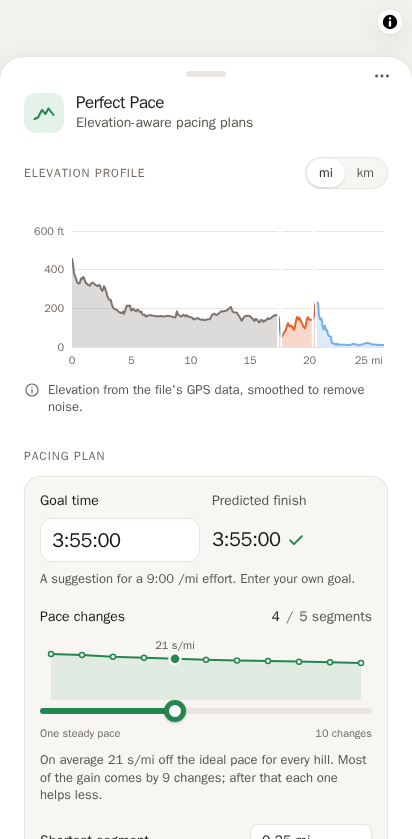 Perfect Pace
Elevation-aware pacing plans
ELEVATION PROFILE
mi km
600 ft
400
200
0
0 5 10 15 20 25 mi
Elevation from the file's GPS data, smoothed to remove
noise.
PACING PLAN
Goal time Predicted finish
3:55:00 3:55:00
A suggestion for a 9:00 /mi effort. Enter your own goal.
Pace changes 4 / 5 segments
21 s/mi
One steady pace 10 changes
On average 21 s/mi off the ideal pace for every hill. Most
of the gain comes by 9 changes; after that each one
helps less.
Shortest segment 0.25 mi